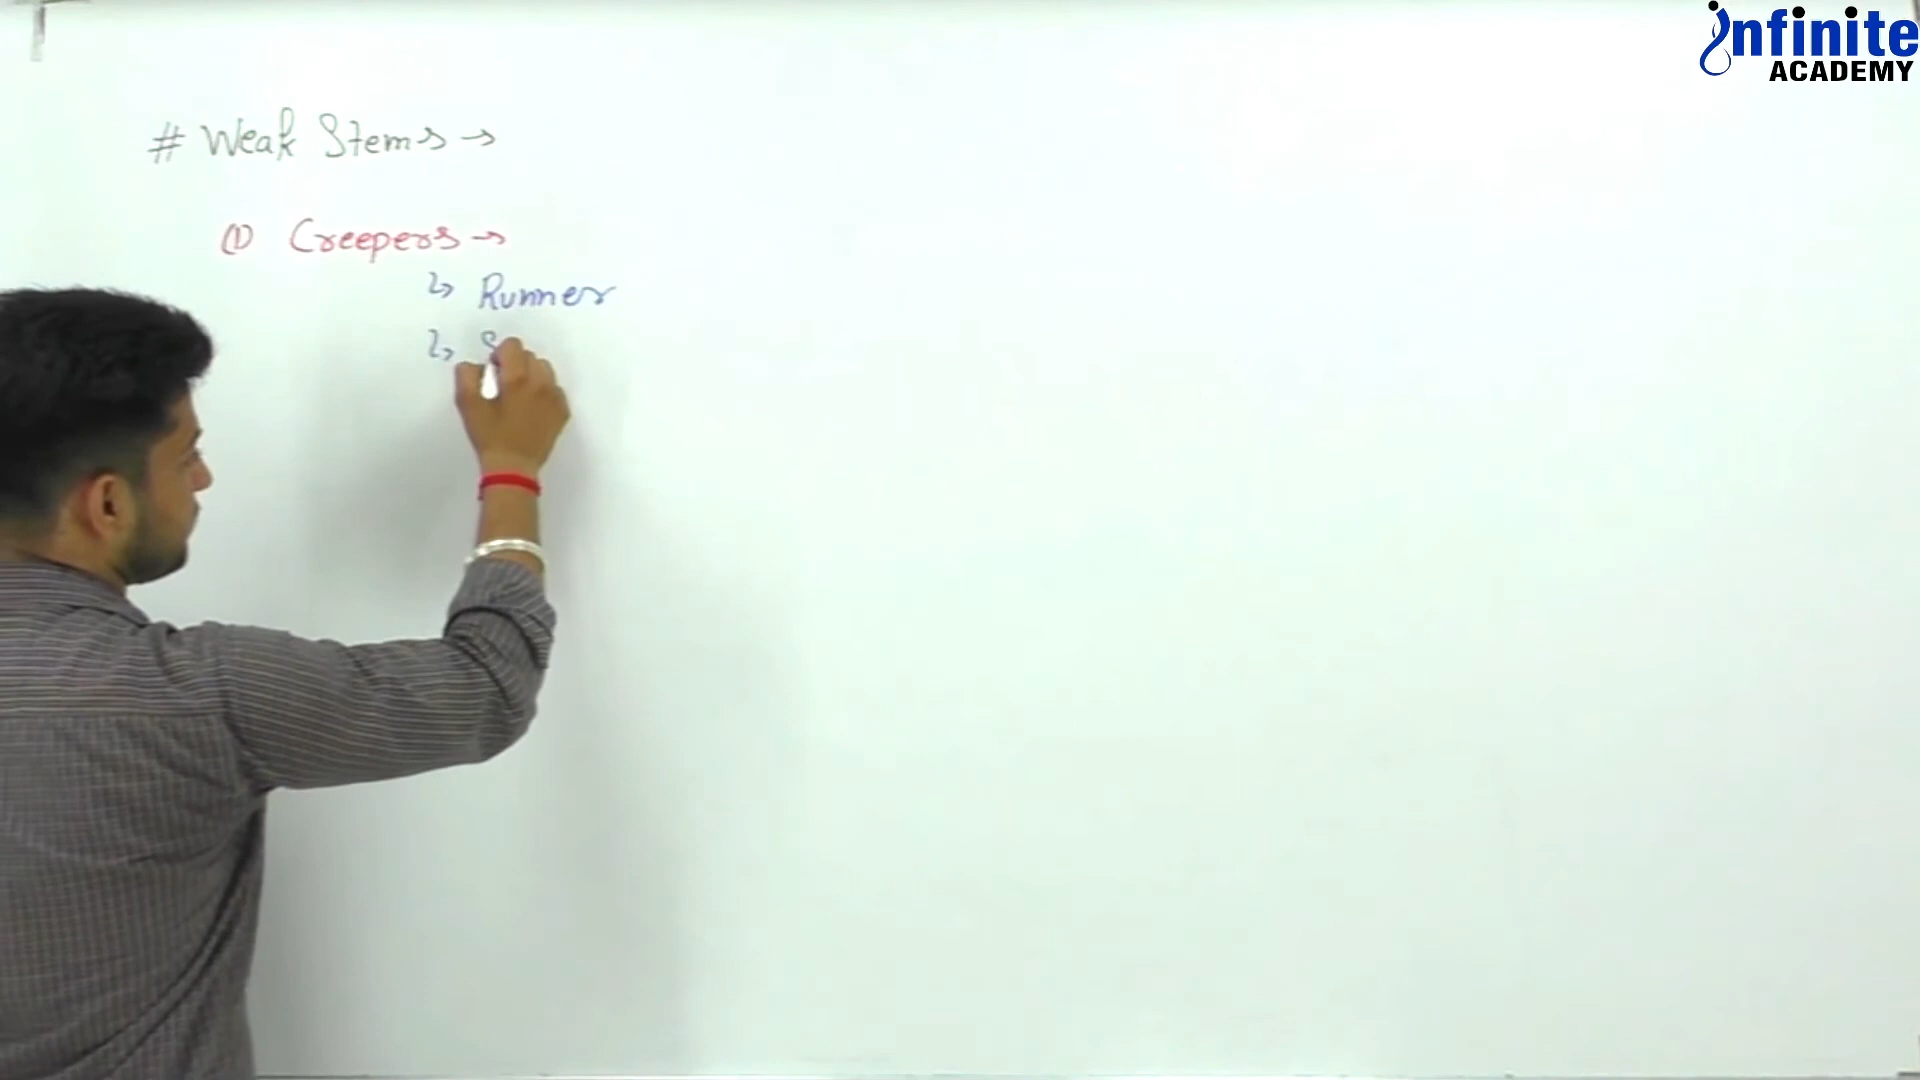 infinite
ACADEMY
# Weak Stems →
(1) Creepers →
↳ Runner
↳ S